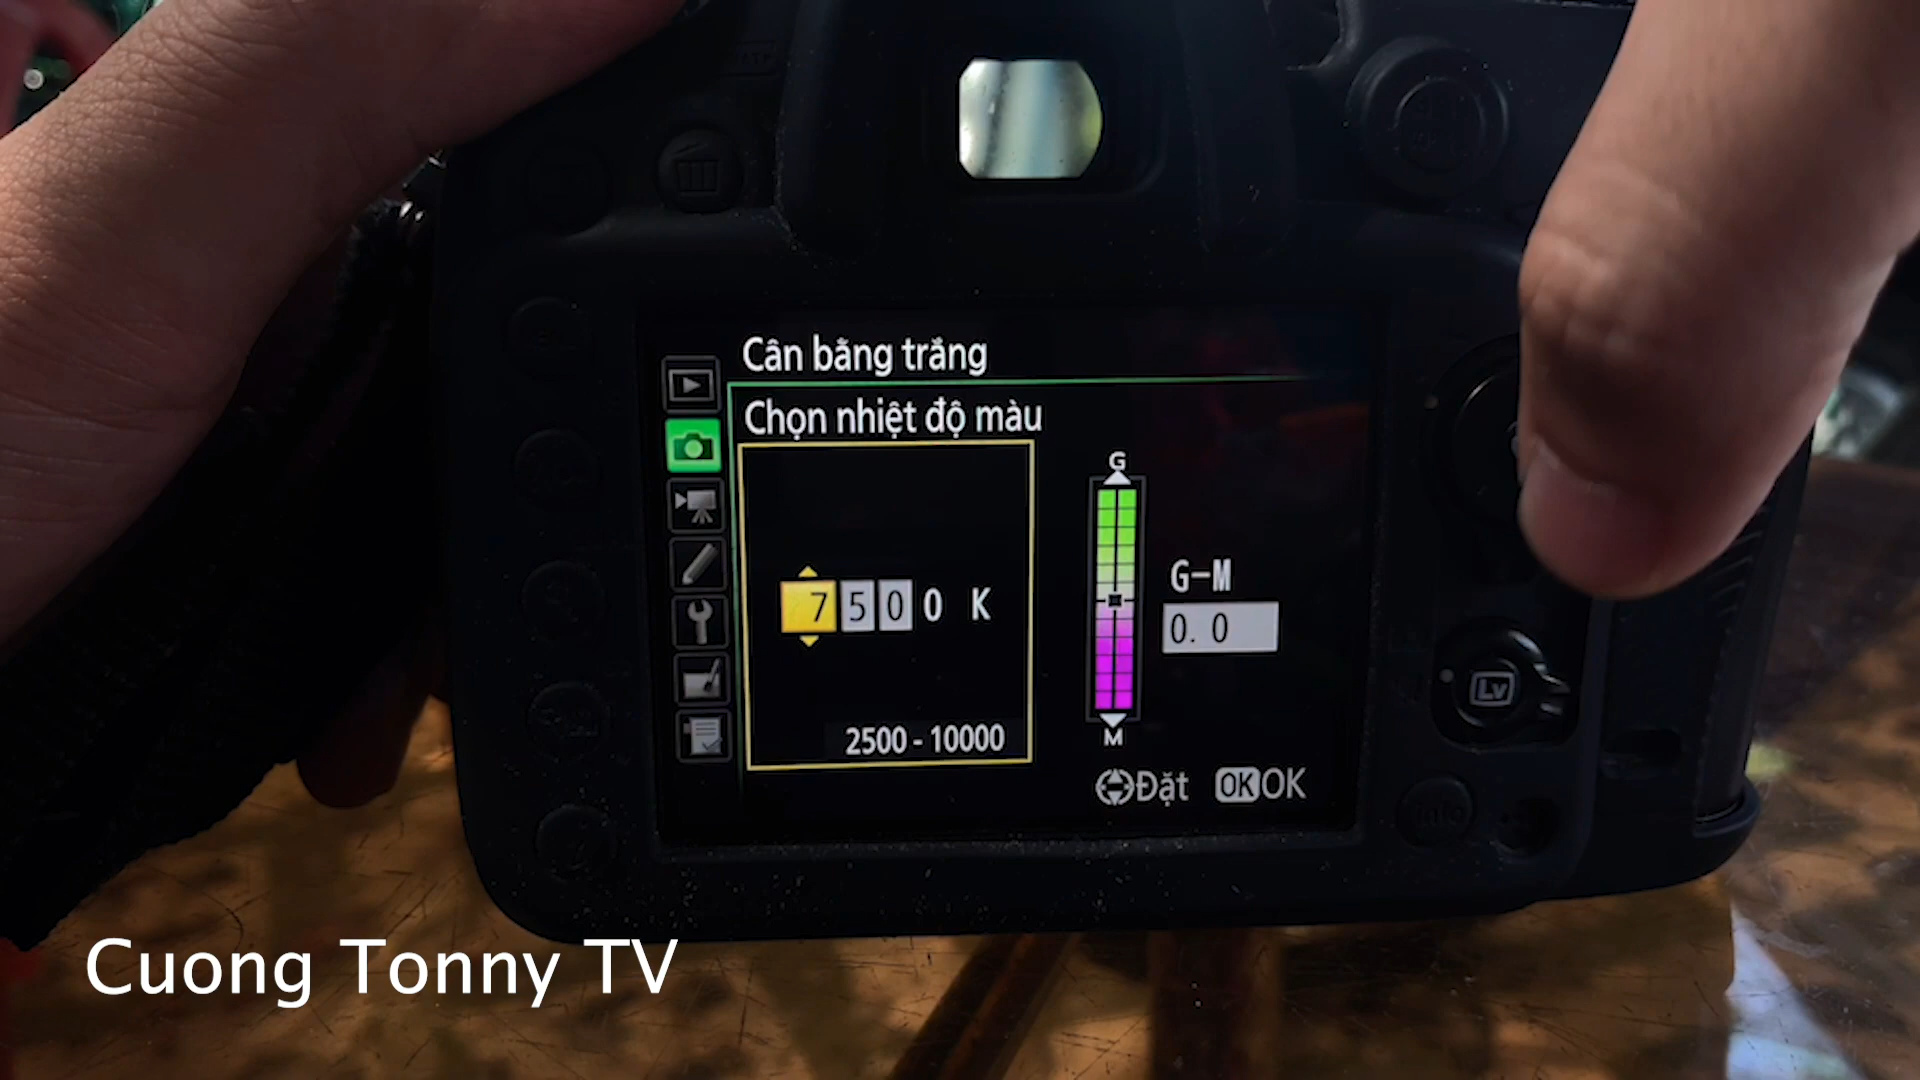 Cân bằng trắng
Chọn nhiệt độ màu
G
7500 K
G-M
0.0
2500 - 10000
M
Đặt OK OK
Lv
info
Cuong Tonny TV